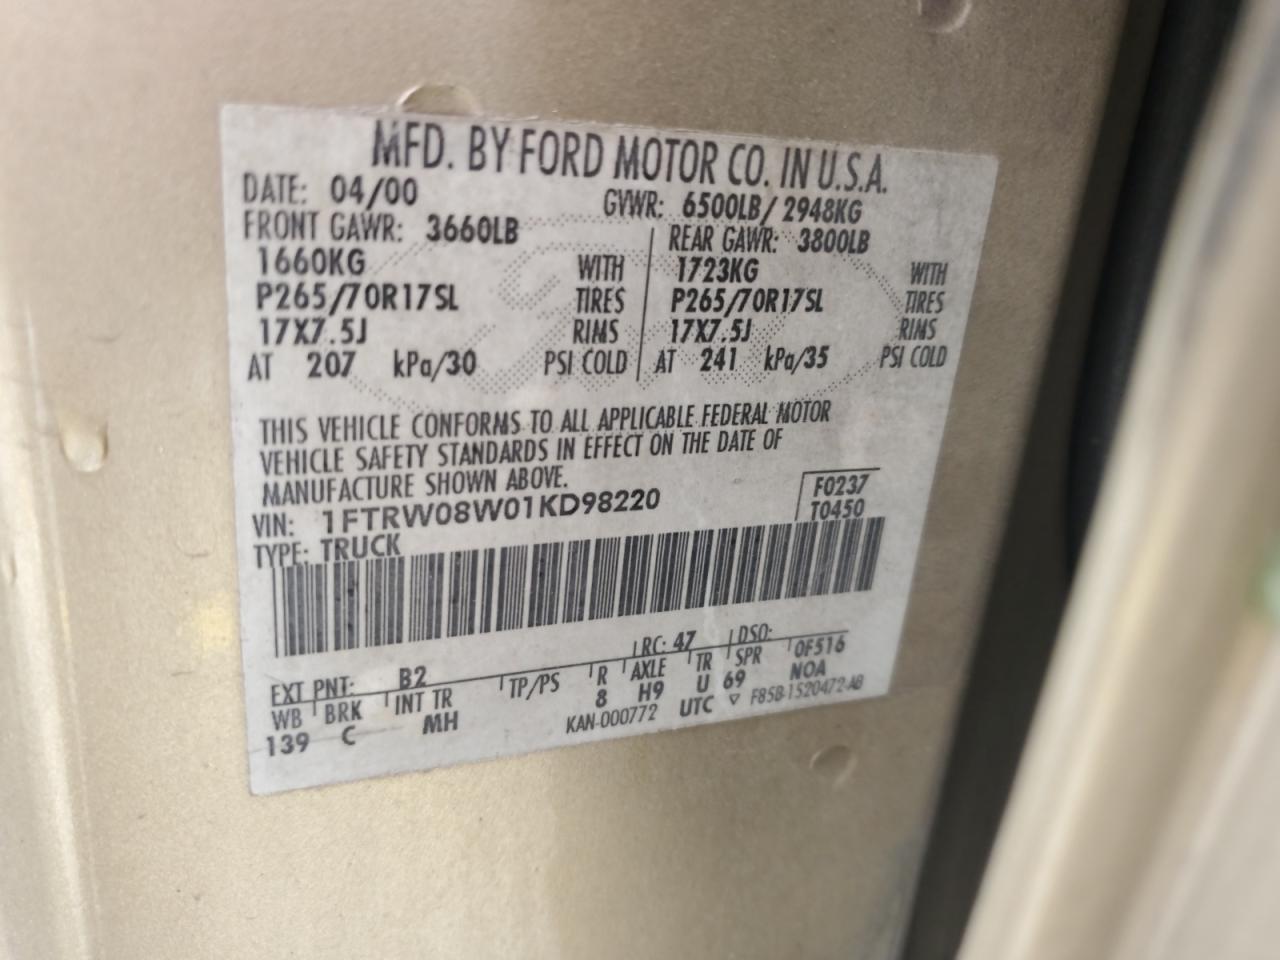 MFD. BY FORD MOTOR CO. IN U.S.A.
DATE: 04/00 GVWR: 6500LB/ 2948KG
FRONT GAWR: 3660LB REAR GAWR: 3800LB
1660KG WITH 1723KG WITH
P265/70R17SL TIRES P265/70R17SL TIRES
17X7.5J RIMS 17X7.5J RIMS
AT 207 kPa/30 PSI COLD AT 241 kPa/35 PSI COLD
THIS VEHICLE CONFORMS TO ALL APPLICABLE FEDERAL MOTOR
VEHICLE SAFETY STANDARDS IN EFFECT ON THE DATE OF
MANUFACTURE SHOWN ABOVE.
VIN: 1FTRW08W01KD98220 F0237
TYPE: TRUCK T0450
EXT PNT: B2 RC: 47 DSO:
WB BRK INT TR TP/PS R AXLE TR SPR 0F516
139 C MH 8 H9 U 69 NOA
KAN-000772 UTC ▽ F85B-1520472-AB